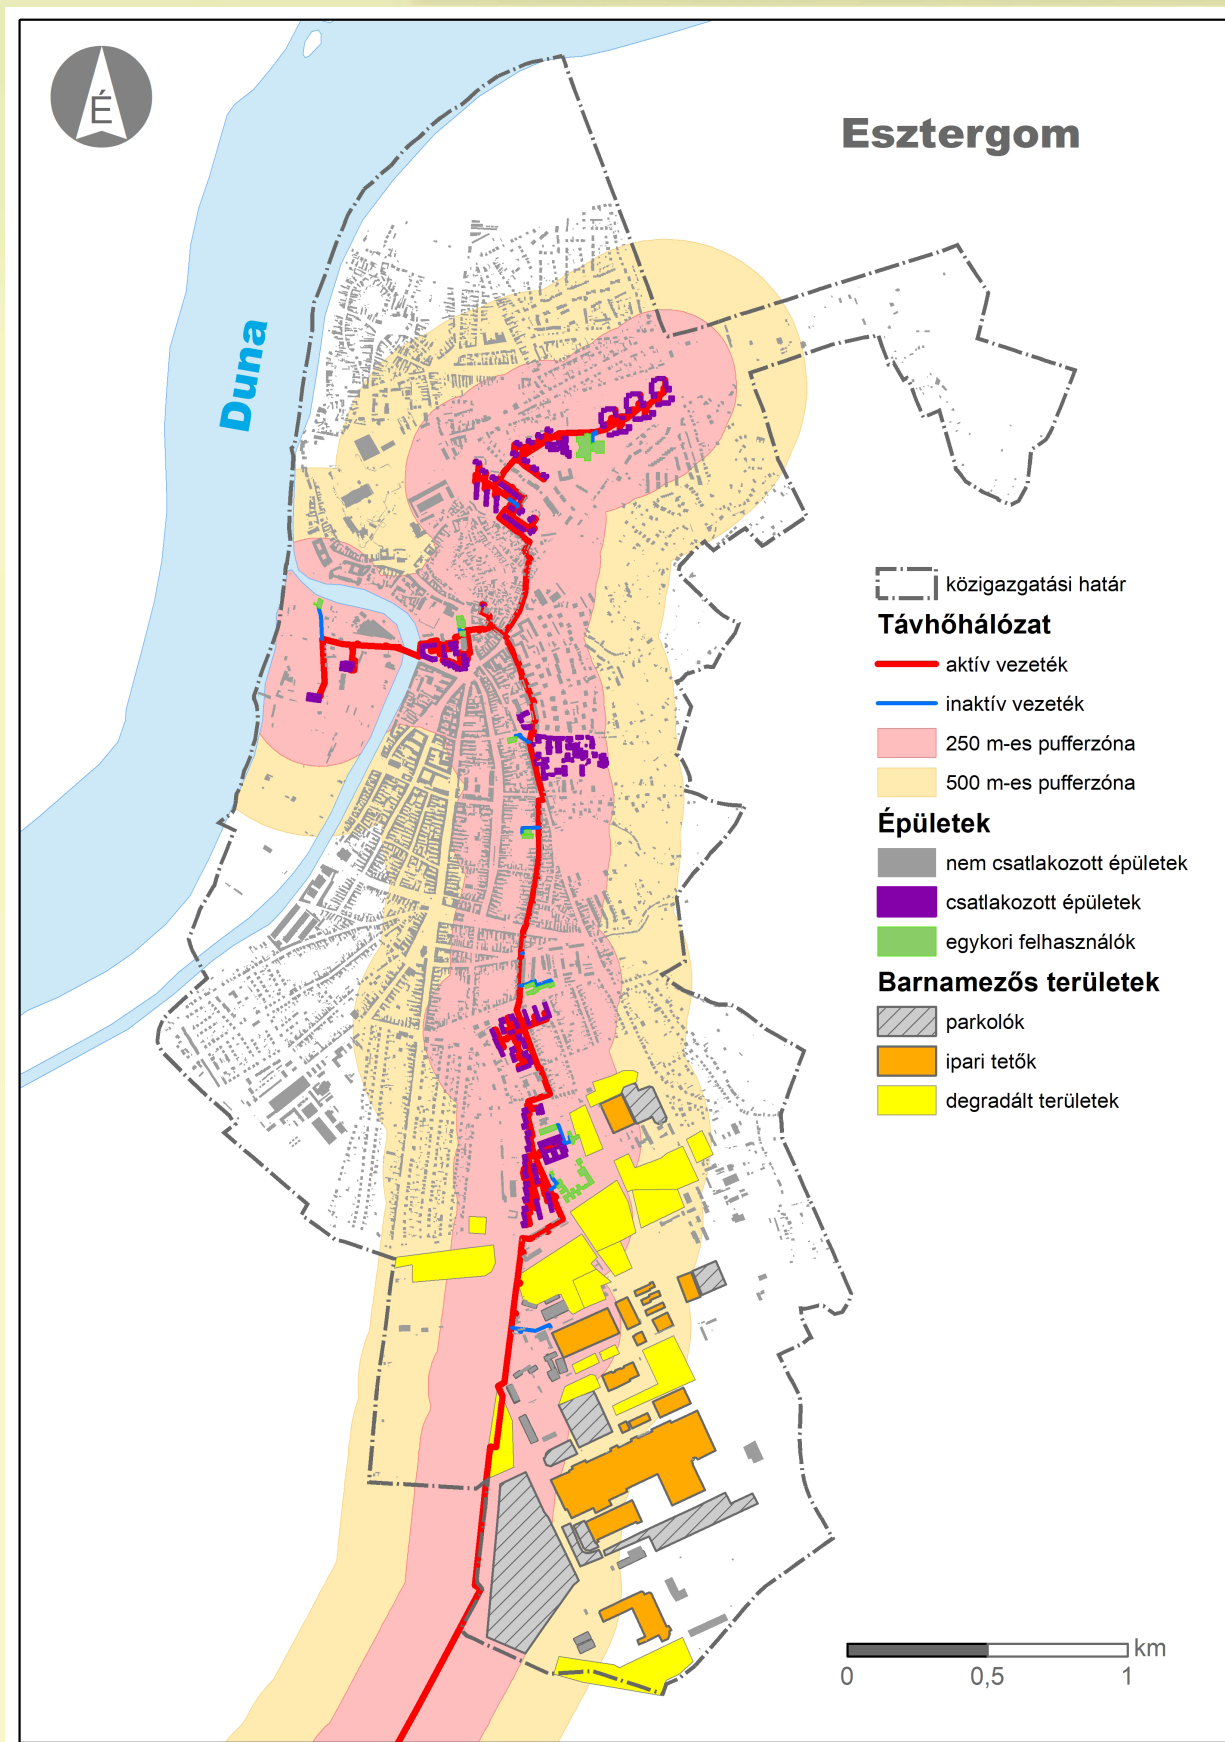 É
Esztergom
Duna
közigazgatási határ
Távhőhálózat
aktív vezeték
inaktív vezeték
250 m-es pufferzóna
500 m-es pufferzóna
Épületek
nem csatlakozott épületek
csatlakozott épületek
egykori felhasználók
Barnamezős területek
parkolók
ipari tetők
degradált területek
km
0 0,5 1